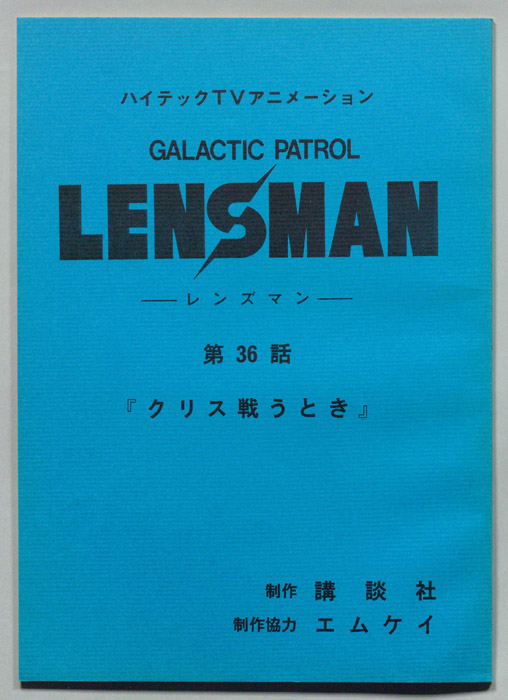 ハイテックTVアニメーション
GALACTIC PATROL
LENSMAN
―レンズマン―
第36話
『クリス戦うとき』
制作 講談社
制作協力 エムケイ